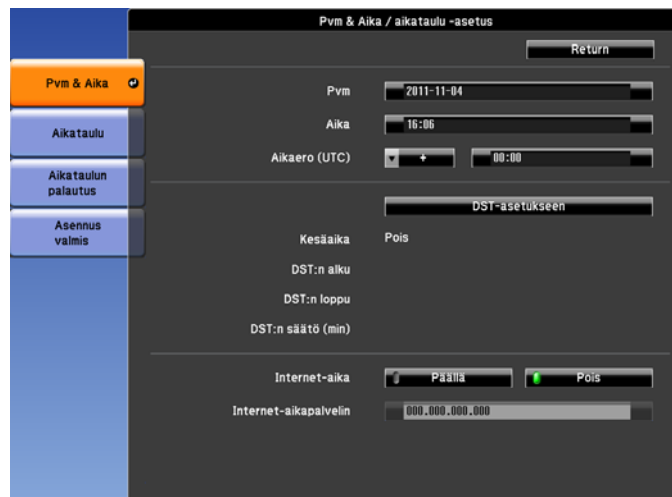 Pvm & Aika / aikataulu -asetus
Return
Pvm & Aika
Aikataulu
Aikataulun
palautus
Asennus
valmis
Pvm 2011-11-04
Aika 16:06
Aikaero (UTC) + 00:00
DST-asetukseen
Kesäaika Pois
DST:n alku
DST:n loppu
DST:n säätö (min)
Internet-aika Päällä Pois
Internet-aikapalvelin 000.000.000.000